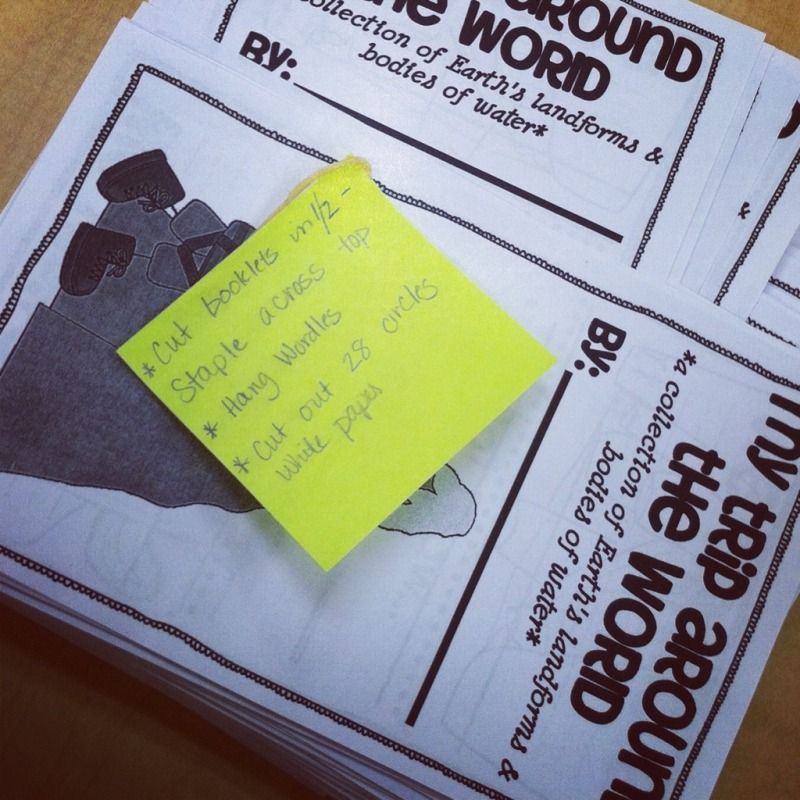 AROUND
the WORlD
collection of Earth's landforms &
bodies of water*
By:
*Cut booklets in 1/2 -
Staple across top
* Hang Wordles
* Cut out 28 circles
white paper
my trip aroun
the WORlD
*a collection of Earth's landforms &
bodies of water*
By:
&